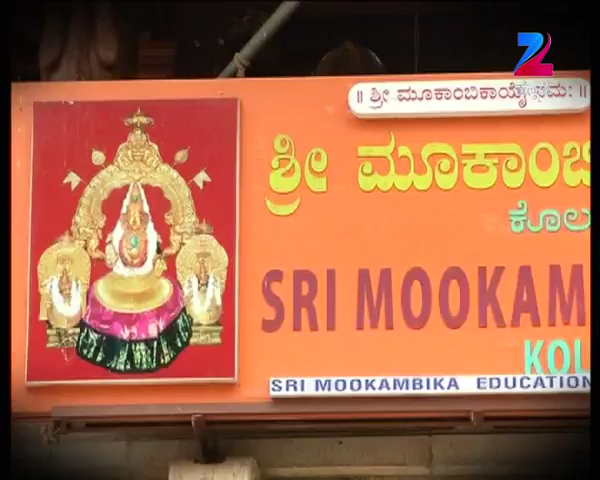 || ಶ್ರೀ ಮೂಕಾಂಬಿಕಾಯೈ ನಮಃ ||
ಶ್ರೀ ಮೂಕಾಂಬಿ
ಕೊಲ
SRI MOOKAM
KOL
SRI MOOKAMBIKA EDUCATION